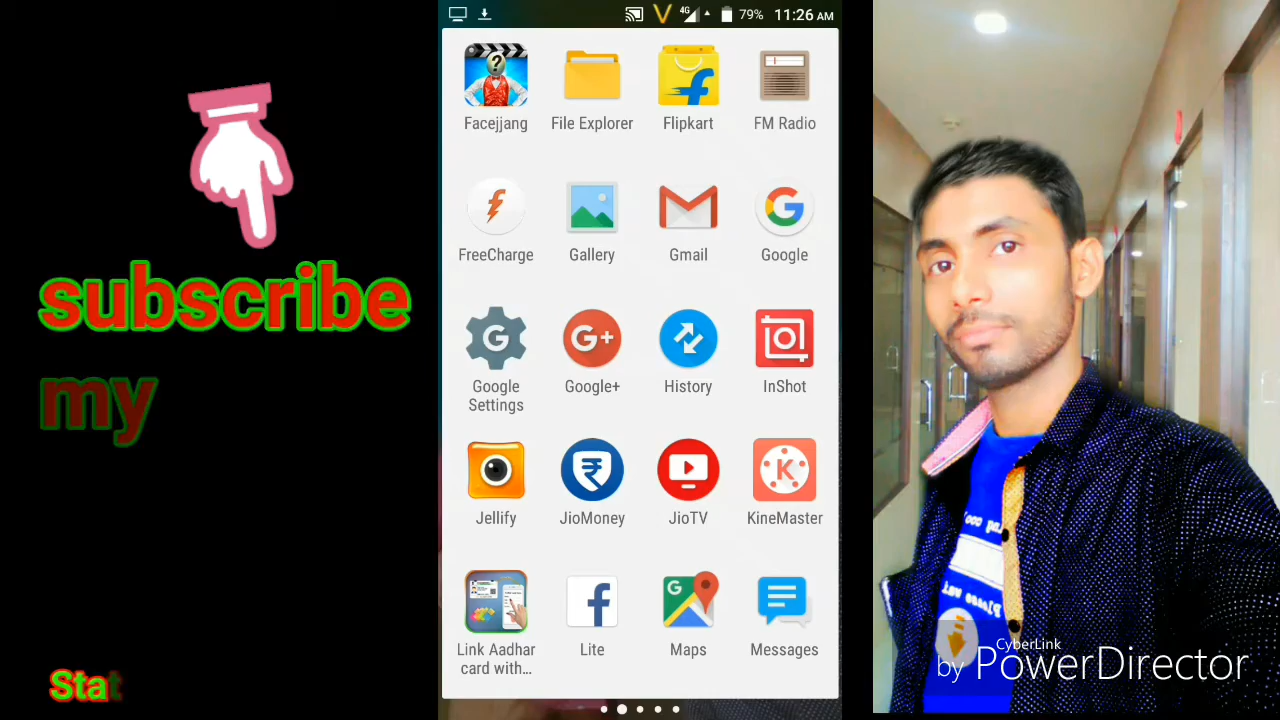 79% 11:26 AM
4G
Facejjang File Explorer Flipkart FM Radio
FreeCharge Gallery Gmail Google
Google Settings Google+ History InShot
Jellify JioMoney JioTV KineMaster
Link Aadhar card with... Lite Maps Messages
subscribe
my
Stat
CyberLink
by PowerDirector